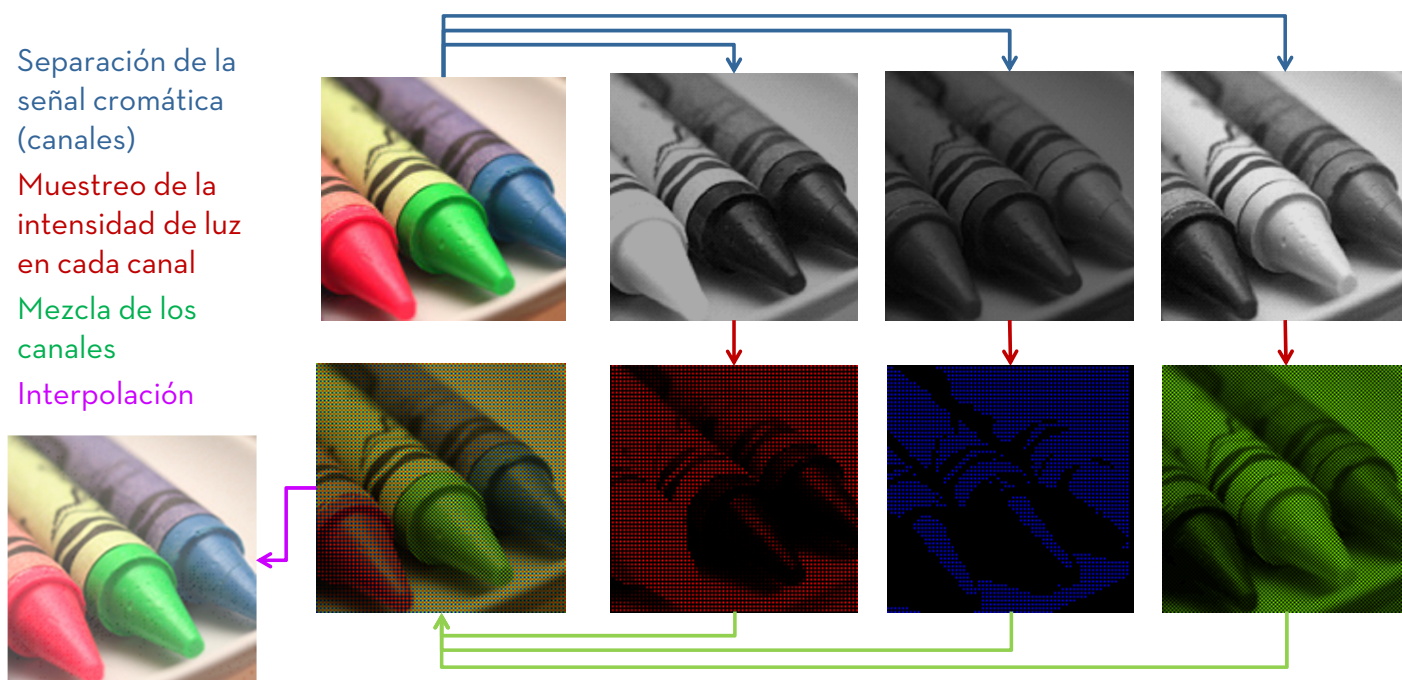 Separación de la
señal cromática
(canales)
Muestreo de la
intensidad de luz
en cada canal
Mezcla de los
canales
Interpolación